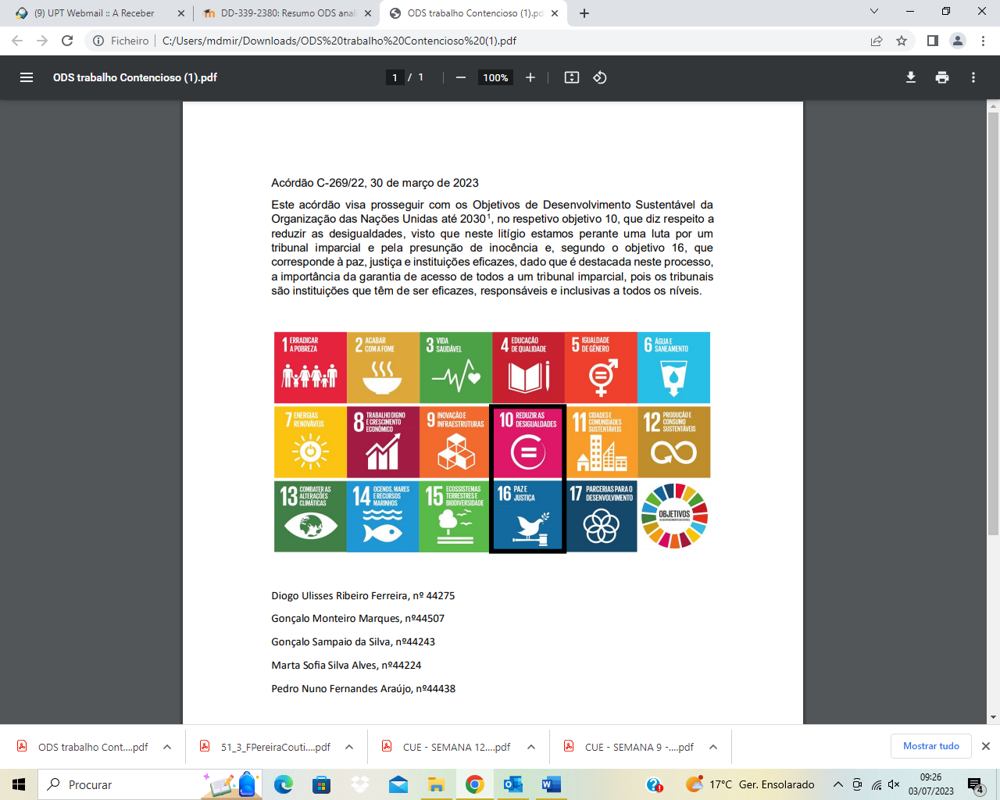 (9) UPT Webmail :: A Receber
DD-339-2380: Resumo ODS anali
ODS trabalho Contencioso (1).pd
Ficheiro
C:/Users/mdmir/Downloads/ODS%20trabalho%20Contencioso%20(1).pdf
ODS trabalho Contencioso (1).pdf
1 / 1
100%
Acórdão C-269/22, 30 de março de 2023
Este acórdão visa prosseguir com os Objetivos de Desenvolvimento Sustentável da
Organização das Nações Unidas até 2030¹, no respetivo objetivo 10, que diz respeito a
reduzir as desigualdades, visto que neste litígio estamos perante uma luta por um
tribunal imparcial e pela presunção de inocência e, segundo o objetivo 16, que
corresponde à paz, justiça e instituições eficazes, dado que é destacada neste processo,
a importância da garantia de acesso de todos a um tribunal imparcial, pois os tribunais
são instituições que têm de ser eficazes, responsáveis e inclusivas a todos os níveis.
1 ERRADICAR
A POBREZA
2 ACABAR
COM A FOME
3 VIDA
SAUDÁVEL
4 EDUCAÇÃO
DE QUALIDADE
5 IGUALDADE
DE GÉNERO
6 ÁGUA E
SANEAMENTO
7 ENERGIAS
RENOVÁVEIS
8 TRABALHO DIGNO
E CRESCIMENTO
ECONÓMICO
9 INOVAÇÃO E
INFRAESTRUTURAS
10 REDUZIR AS
DESIGUALDADES
11 CIDADES E
COMUNIDADES
SUSTENTÁVEIS
12 PRODUÇÃO E
CONSUMO
SUSTENTÁVEIS
13 COMBATER AS
ALTERAÇÕES
CLIMÁTICAS
14 OCENOS, MARES
E RECURSOS
MARINHOS
15 ECOSSISTEMAS
TERRESTRES E
BIODIVERSIDADE
16 PAZ E
JUSTIÇA
17 PARCERIAS PARA O
DESENVOLVIMENTO
OBJETIVOS
Diogo Ulisses Ribeiro Ferreira, nº 44275
Gonçalo Monteiro Marques, nº44507
Gonçalo Sampaio da Silva, nº44243
Marta Sofia Silva Alves, nº44224
Pedro Nuno Fernandes Araújo, nº44438
ODS trabalho Cont....pdf
51_3_FPereiraCouti....pdf
CUE - SEMANA 12....pdf
CUE - SEMANA 9 -....pdf
Mostrar tudo
Procurar
17°C Ger. Ensolarado
09:26
03/07/2023
4